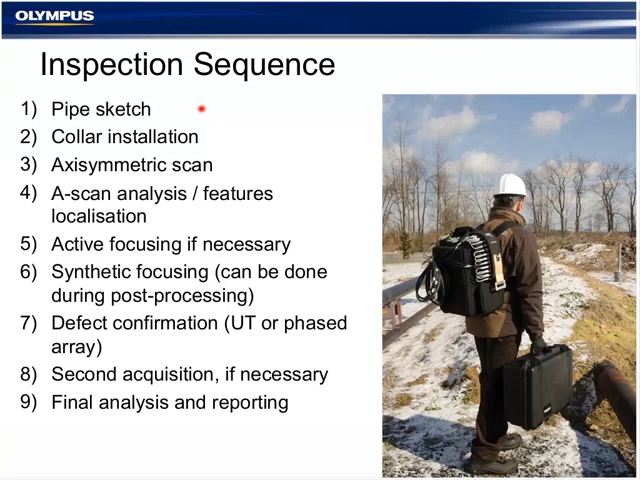 OLYMPUS
Inspection Sequence
1) Pipe sketch
2) Collar installation
3) Axisymmetric scan
4) A-scan analysis / features
localisation
5) Active focusing if necessary
6) Synthetic focusing (can be done
during post-processing)
7) Defect confirmation (UT or phased
array)
8) Second acquisition, if necessary
9) Final analysis and reporting